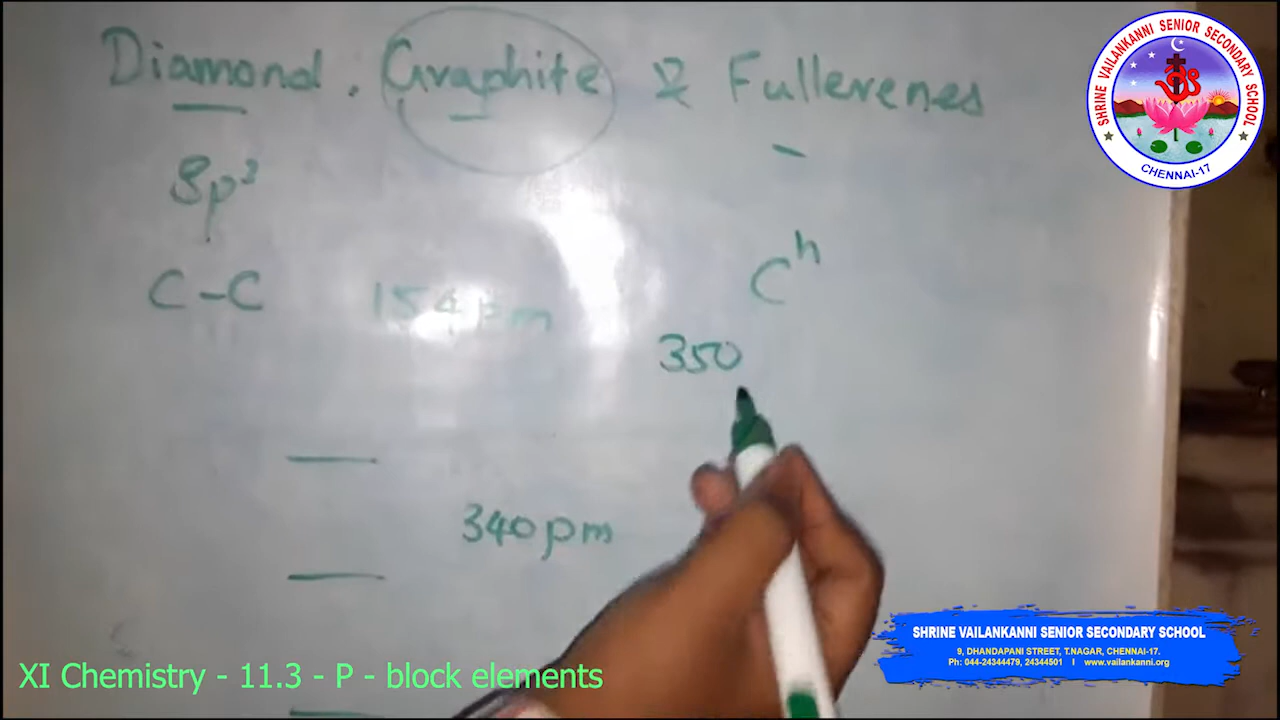 Diamond, Graphite & Fullerenes
Sp³
C-C 154 pm
Cⁿ
350
340pm
SHRINE VAILANKANNI SENIOR SECONDARY SCHOOL
CHENNAI-17
XI Chemistry - 11.3 - P - block elements
SHRINE VAILANKANNI SENIOR SECONDARY SCHOOL
9, DHANDAPANI STREET, T.NAGAR, CHENNAI-17.
Ph: 044-24344479, 24344501 I www.vailankanni.org